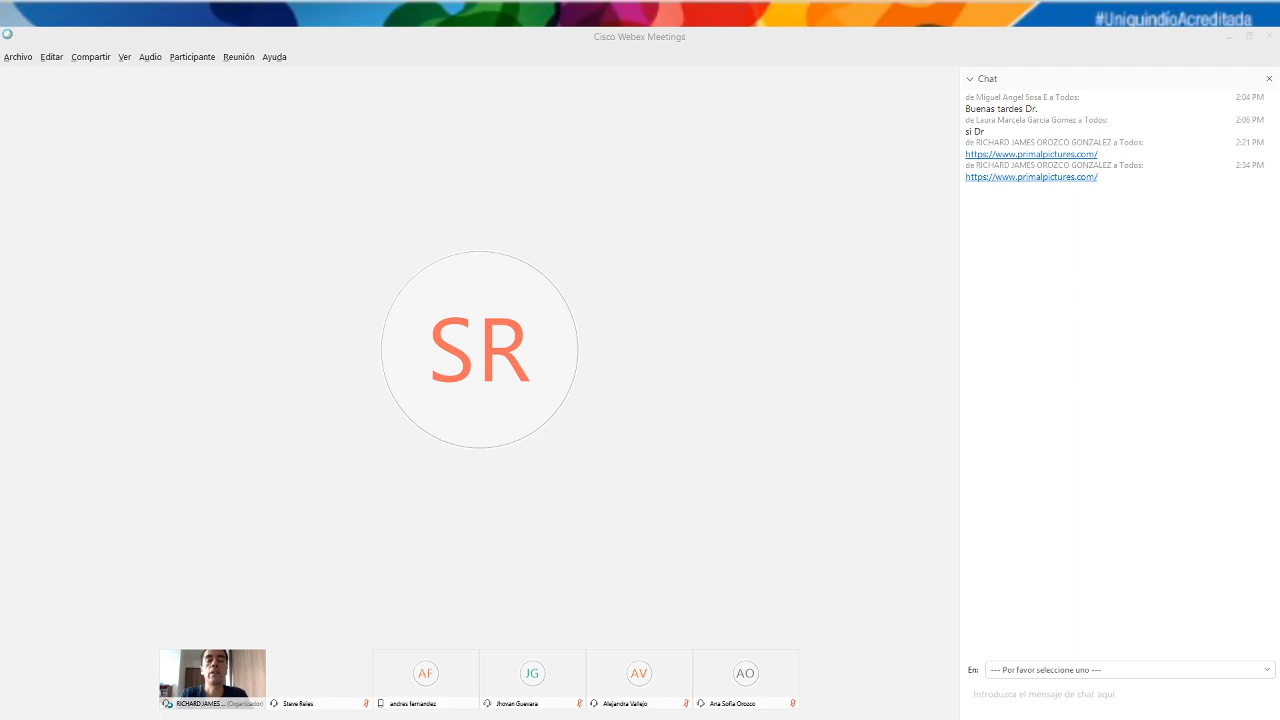 #UniquindíoAcreditada
Cisco Webex Meetings
Archivo Editar Compartir Ver Audio Participante Reunión Ayuda
Chat
de Miguel Angel Sosa E a Todos: 2:04 PM
Buenas tardes Dr.
de Laura Marcela Garcia Gomez a Todos: 2:06 PM
si Dr
de RICHARD JAMES OROZCO GONZALEZ a Todos: 2:21 PM
https://www.primalpictures.com/
de RICHARD JAMES OROZCO GONZALEZ a Todos: 2:34 PM
https://www.primalpictures.com/
SR
AF
JG
AV
AO
RICHARD JAMES ... (Organizador)
Steve Reies
andres fernandez
Jhovan Guevara
Alejandra Vallejo
Ana Sofia Orozco
En: --- Por favor seleccione uno ---
Introduzca el mensaje de chat aquí